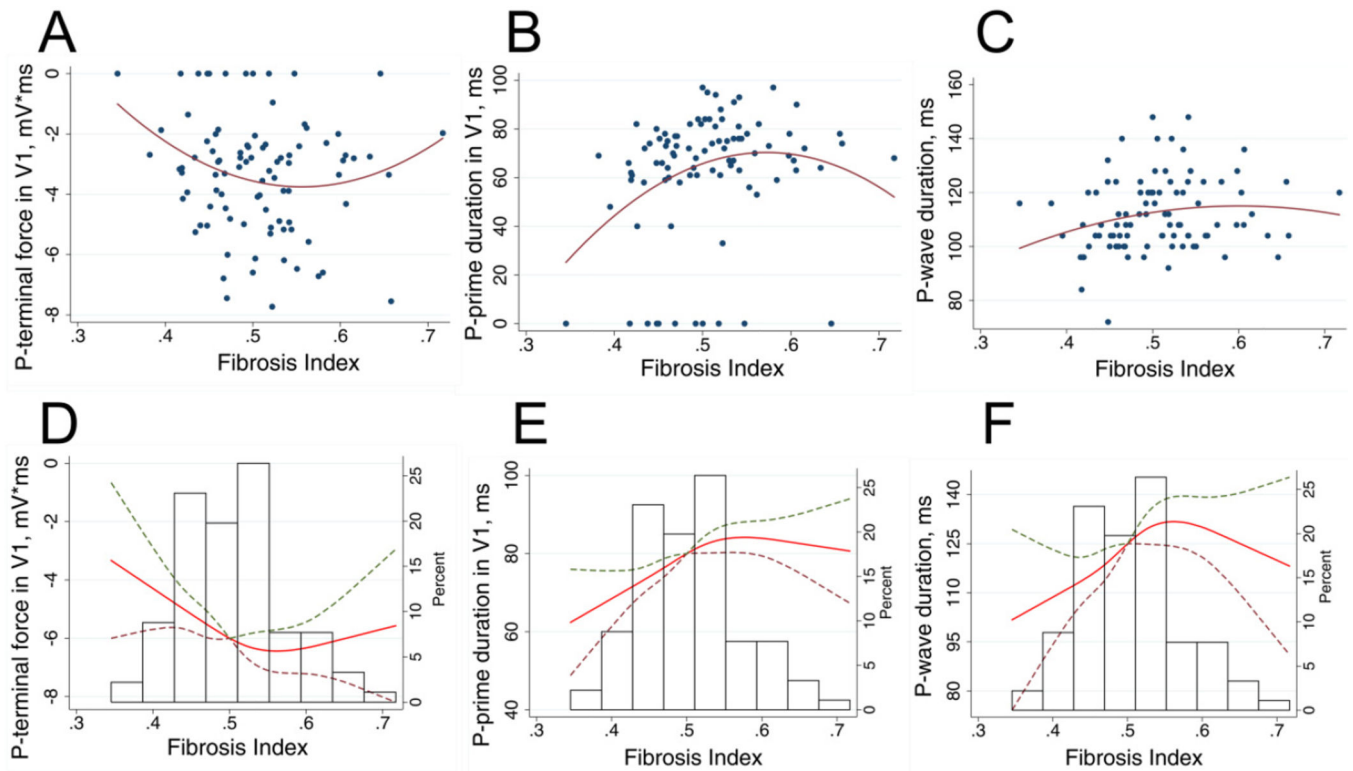 A
P-terminal force in V1, mV*ms
0
-2
-4
-6
-8
.3 .4 .5 .6 .7
Fibrosis Index
B
P-prime duration in V1, ms
100
80
60
40
20
0
.3 .4 .5 .6 .7
Fibrosis Index
C
P-wave duration, ms
160
140
120
100
80
.3 .4 .5 .6 .7
Fibrosis Index
D
P-terminal force in V1, mV*ms
0
-2
-4
-6
-8
25
20
15
10
5
0
Percent
.3 .4 .5 .6 .7
Fibrosis Index
E
P-prime duration in V1, ms
100
80
60
40
25
20
15
10
5
0
Percent
.3 .4 .5 .6 .7
Fibrosis Index
F
P-wave duration, ms
140
125
110
95
80
25
20
15
10
5
0
Percent
.3 .4 .5 .6 .7
Fibrosis Index